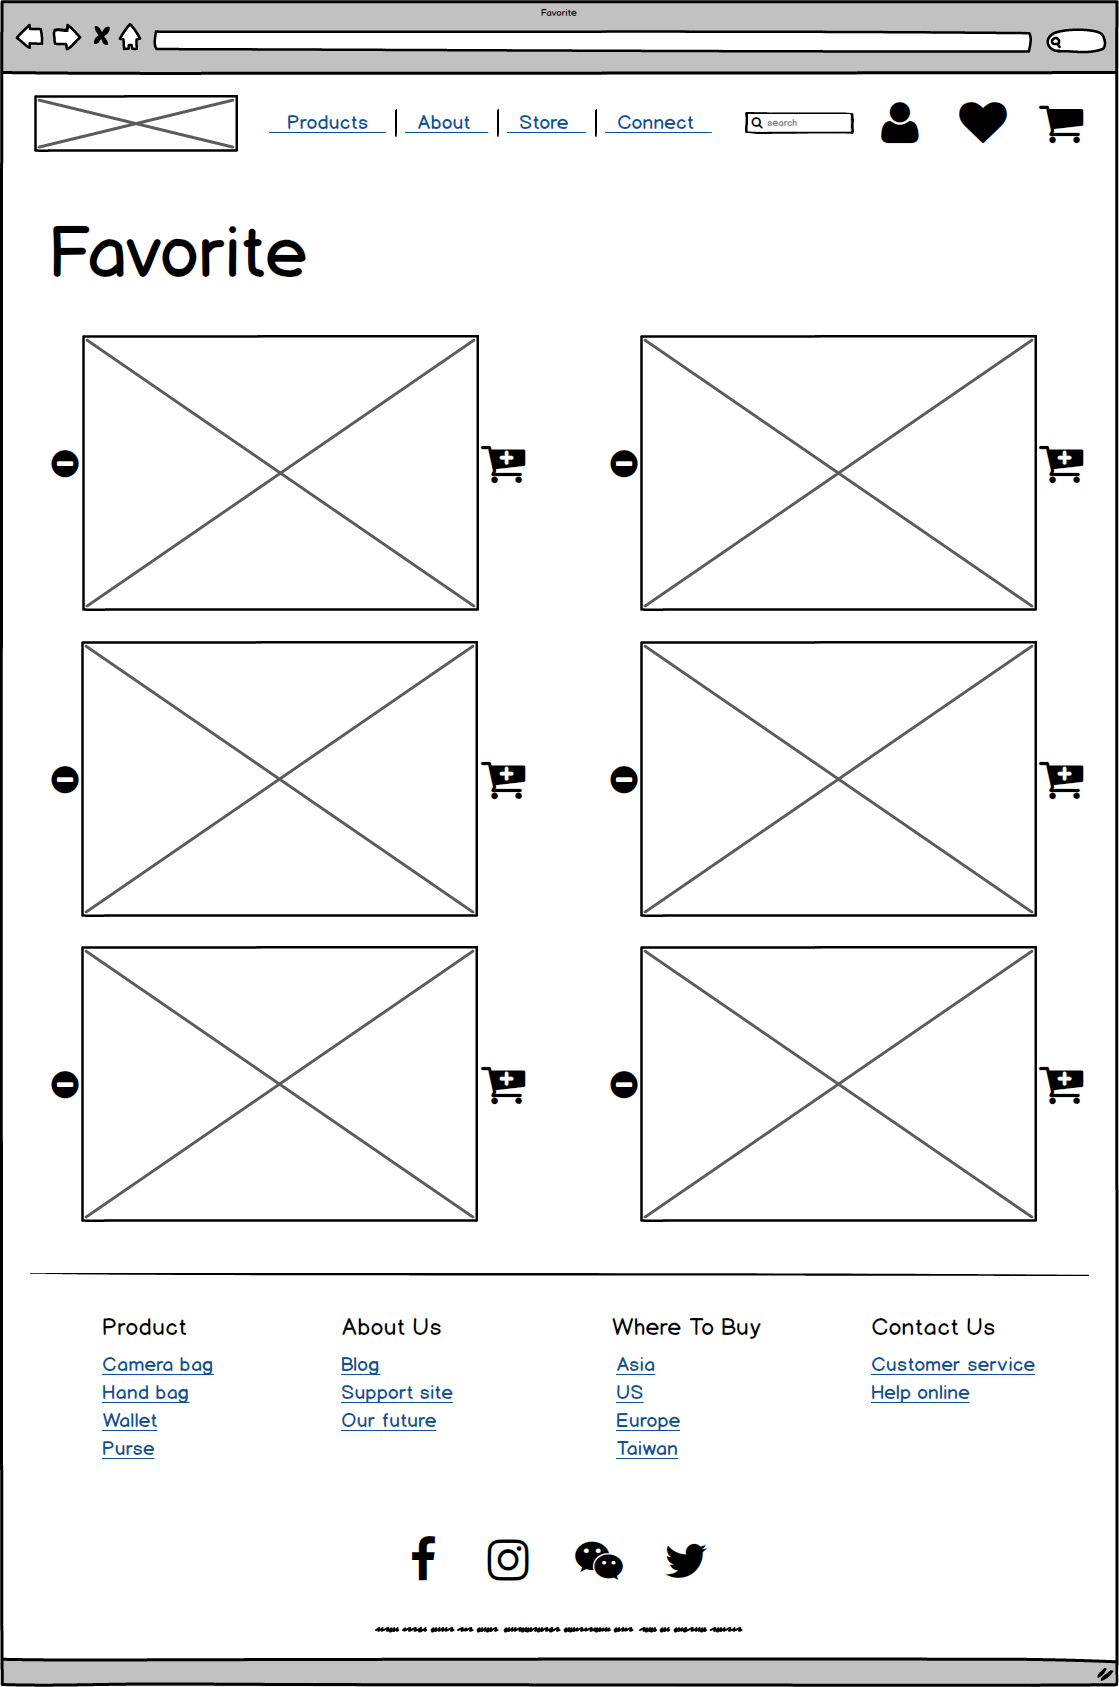 Favorite
Products About Store Connect search
Favorite
Product About Us Where To Buy Contact Us
Camera bag Blog Asia Customer service
Hand bag Support site US Help online
Wallet Our future Europe
Purse Taiwan